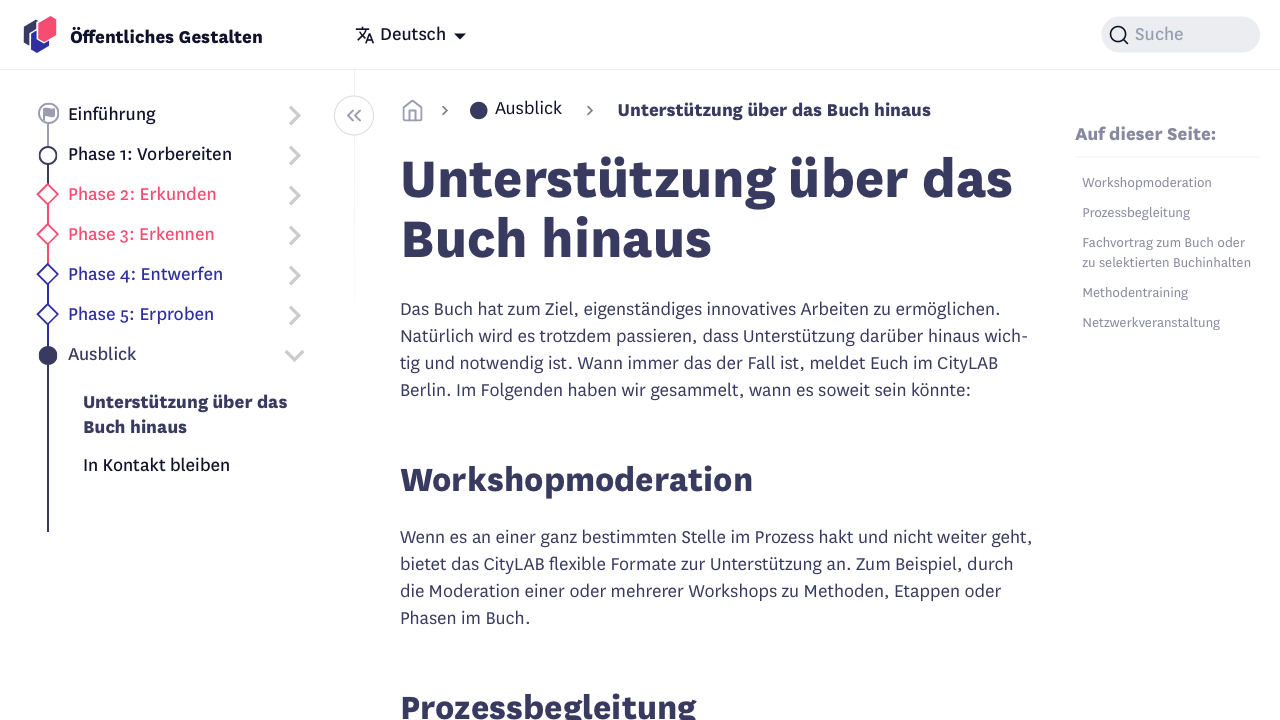 Öffentliches Gestalten
Deutsch
Suche
Einführung
Phase 1: Vorbereiten
Phase 2: Erkunden
Phase 3: Erkennen
Phase 4: Entwerfen
Phase 5: Erproben
Ausblick
Unterstützung über das
Buch hinaus
In Kontakt bleiben
Ausblick
Unterstützung über das Buch hinaus
Unterstützung über das
Buch hinaus
Das Buch hat zum Ziel, eigenständiges innovatives Arbeiten zu ermöglichen.
Natürlich wird es trotzdem passieren, dass Unterstützung darüber hinaus wich-
tig und notwendig ist. Wann immer das der Fall ist, meldet Euch im CityLAB
Berlin. Im Folgenden haben wir gesammelt, wann es soweit sein könnte:
Workshopmoderation
Wenn es an einer ganz bestimmten Stelle im Prozess hakt und nicht weiter geht,
bietet das CityLAB flexible Formate zur Unterstützung an. Zum Beispiel, durch
die Moderation einer oder mehrerer Workshops zu Methoden, Etappen oder
Phasen im Buch.
Prozessbegleitung
Auf dieser Seite:
Workshopmoderation
Prozessbegleitung
Fachvortrag zum Buch oder
zu selektierten Buchinhalten
Methodentraining
Netzwerkveranstaltung